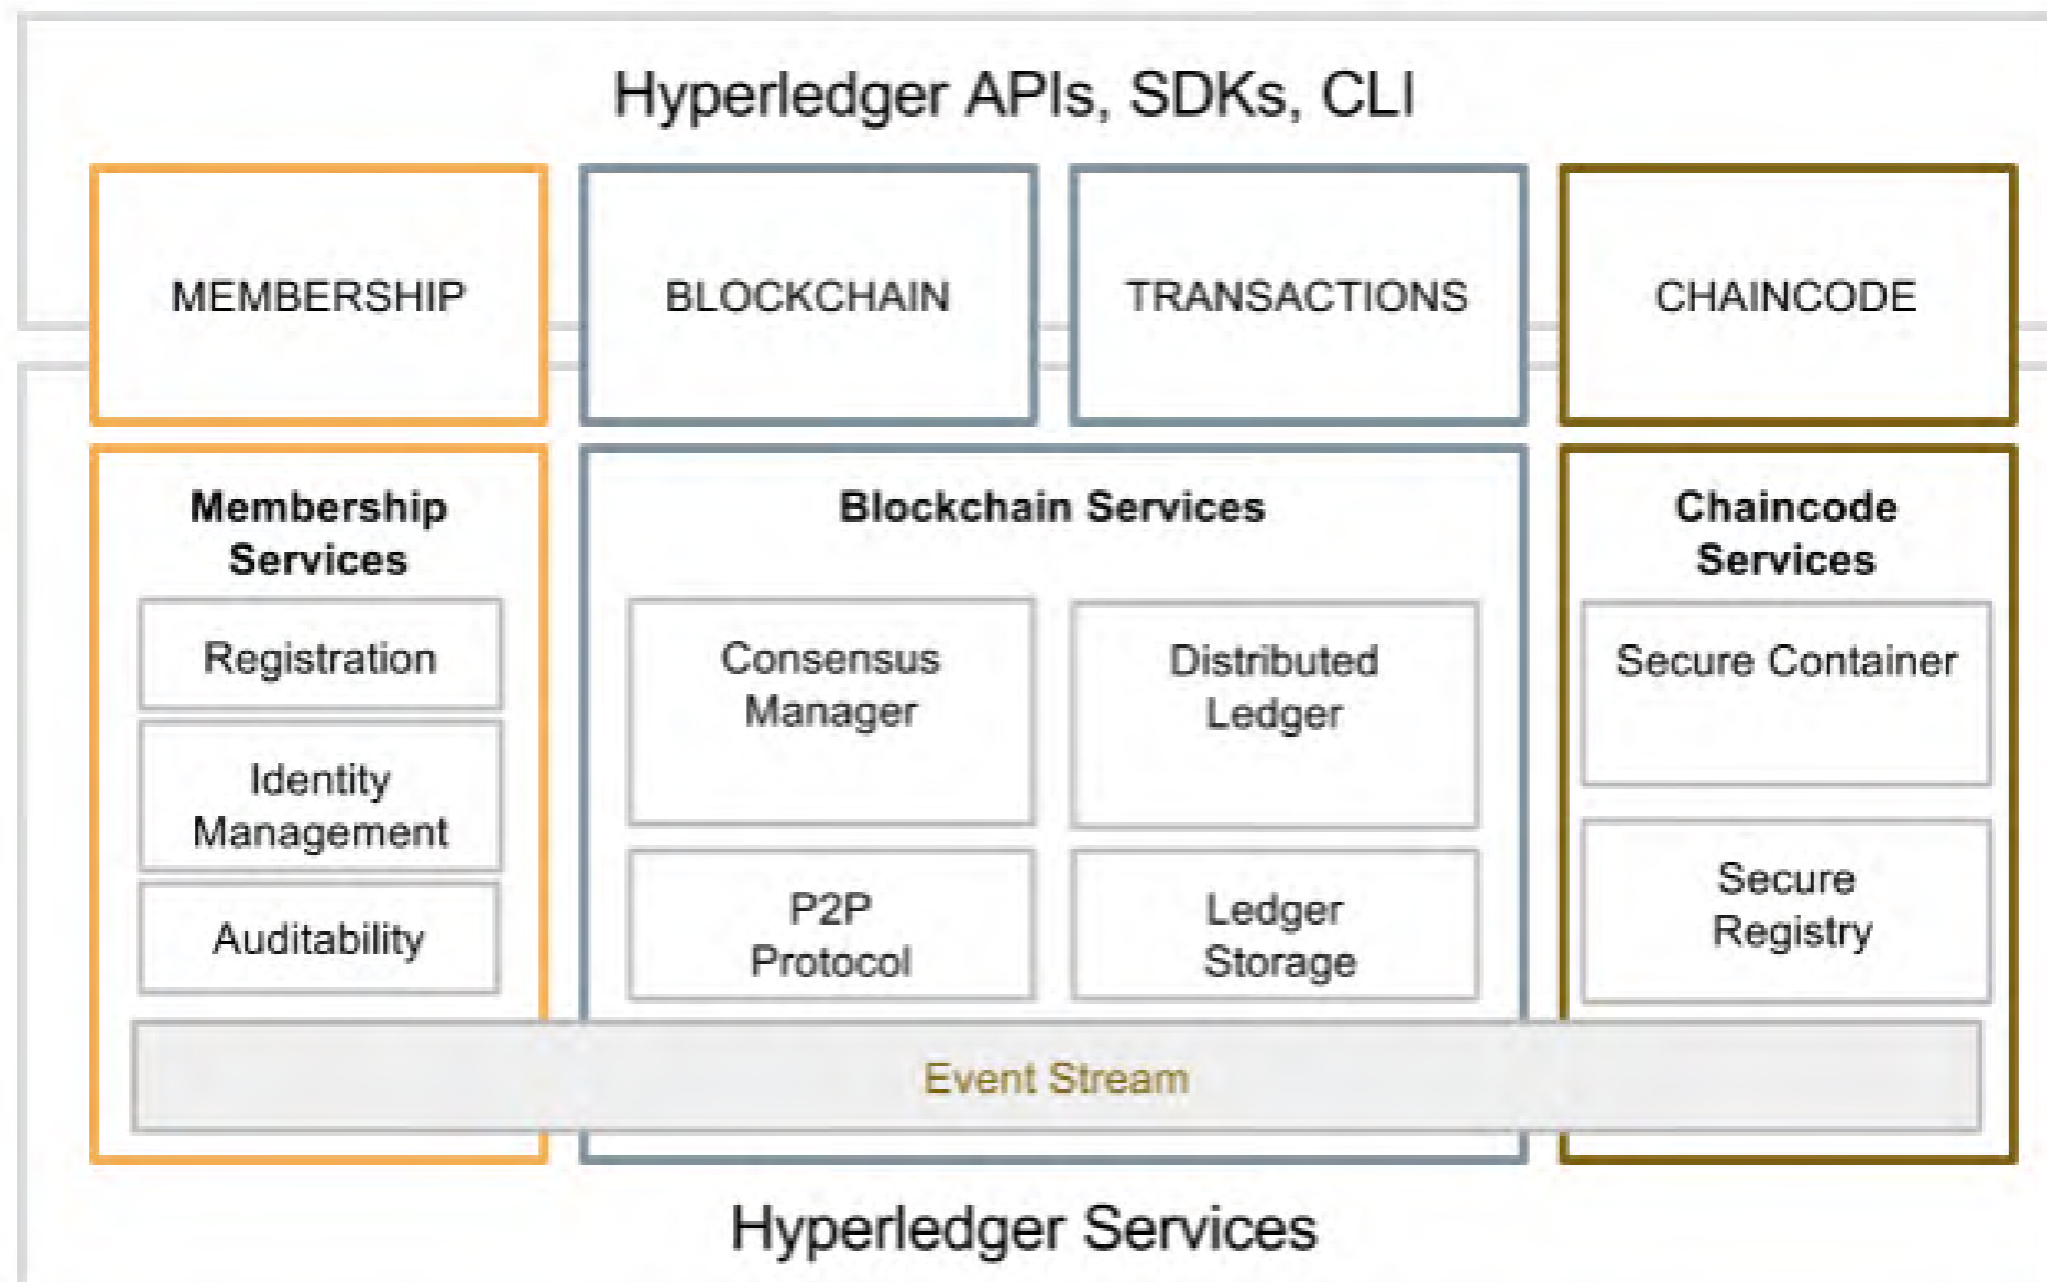 Hyperledger APIs, SDKs, CLI
MEMBERSHIP
BLOCKCHAIN
TRANSACTIONS
CHAINCODE
Membership
Services
Registration
Identity
Management
Auditability
Blockchain Services
Consensus
Manager
Distributed
Ledger
P2P
Protocol
Ledger
Storage
Chaincode
Services
Secure Container
Secure
Registry
Event Stream
Hyperledger Services